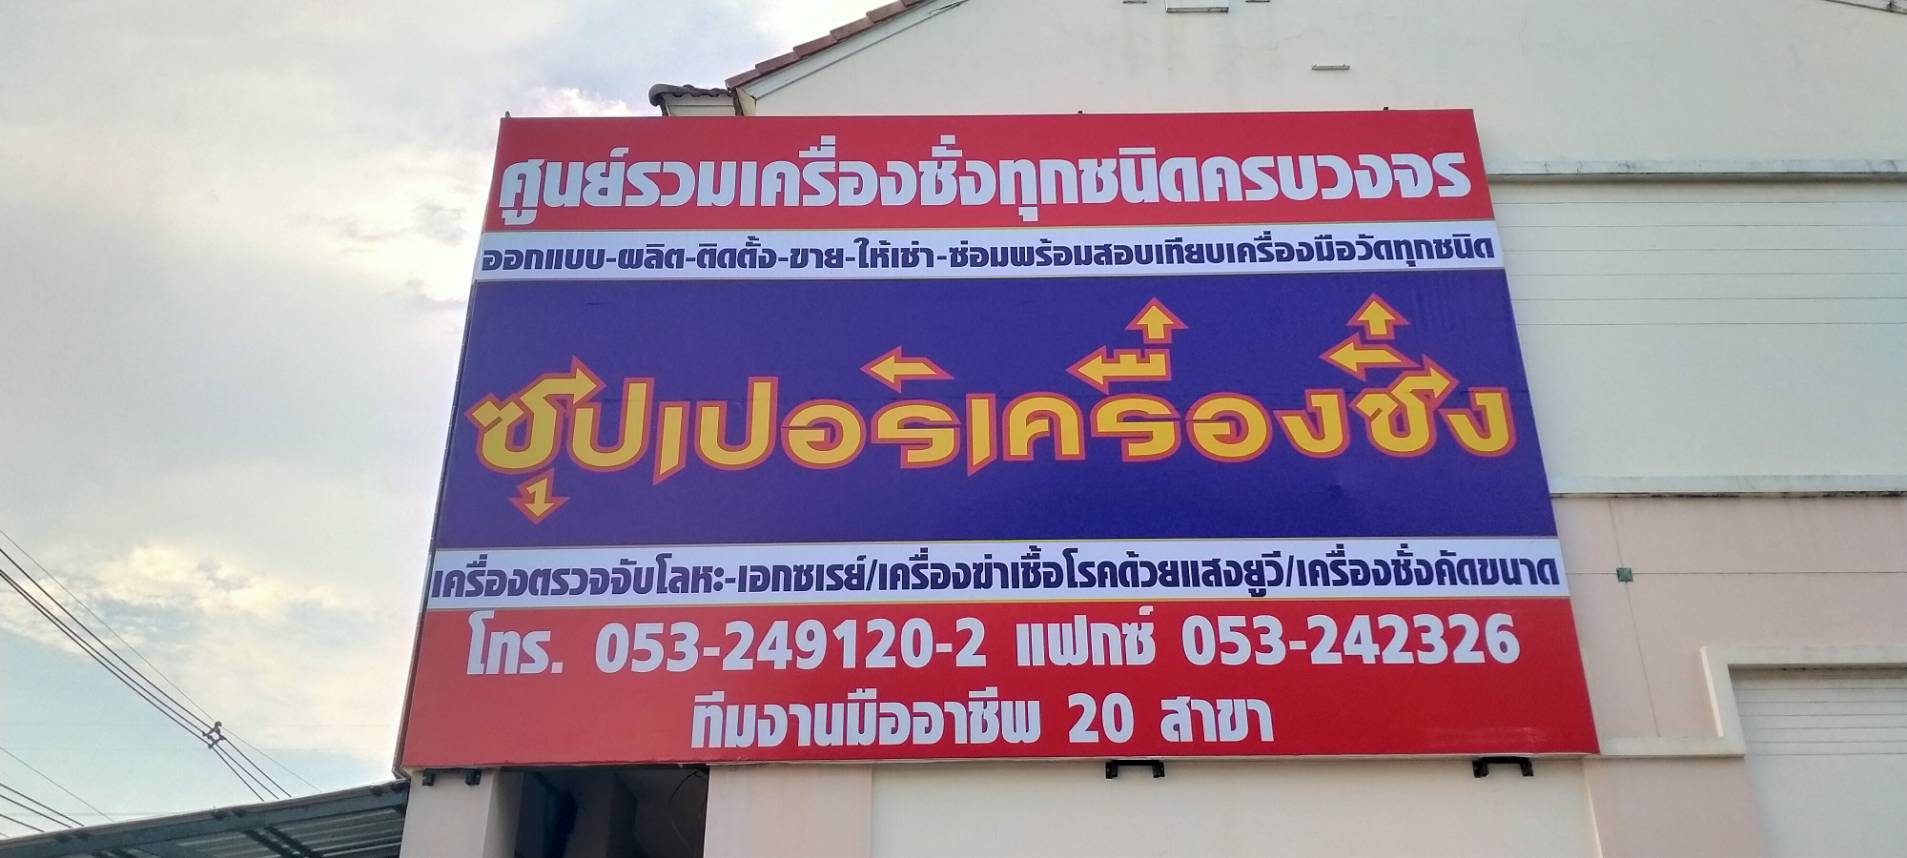 ศูนย์รวมเครื่องชั่งทุกชนิดครบวงจร
ออกแบบ-ผลิต-ติดตั้ง-ขาย-ให้เช่า-ซ่อมพร้อมสอบเทียบเครื่องมือวัดทุกชนิด
ซุปเปอร์เครื่องชั่ง
เครื่องตรวจจับโลหะ-เอกซเรย์/เครื่องฆ่าเชื้อโรคด้วยแสงยูวี/เครื่องชั่งคัดขนาด
โทร. 053-249120-2 แฟกซ์ 053-242326
ทีมงานมืออาชีพ 20 สาขา